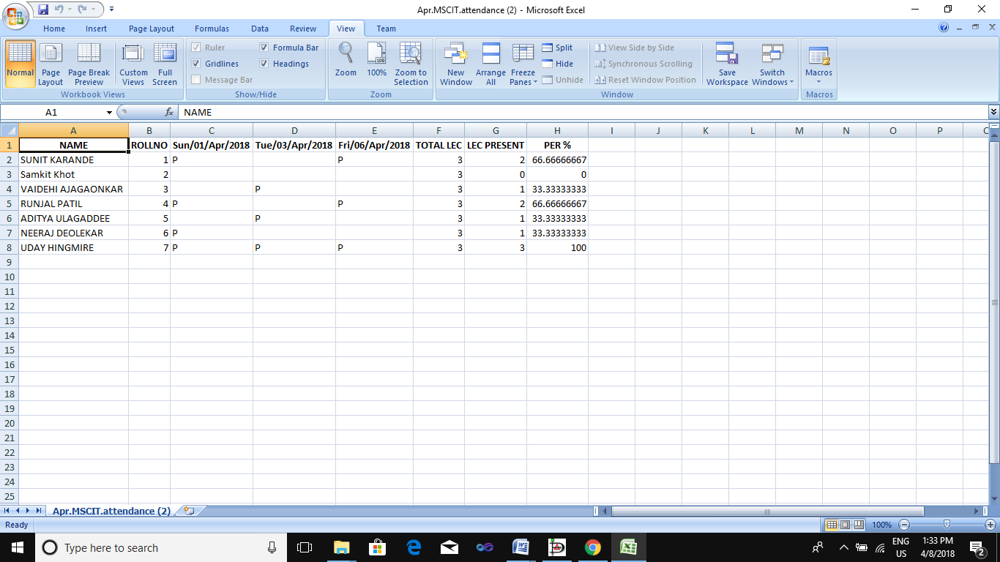 Apr.MSCIT.attendance (2) - Microsoft Excel
Home Insert Page Layout Formulas Data Review View Team
Normal Page Layout Page Break Preview Custom Views Full Screen
Workbook Views
Ruler Formula Bar
Gridlines Headings
Message Bar
Show/Hide
Zoom 100% Zoom to Selection
Zoom
New Window Arrange All Freeze Panes
Split View Side by Side
Hide Synchronous Scrolling
Unhide Reset Window Position
Save Workspace Switch Windows
Window
Macros
Macros
A1 fx NAME
A B C D E F G H I J K L M N O P
1 NAME ROLLNO Sun/01/Apr/2018 Tue/03/Apr/2018 Fri/06/Apr/2018 TOTAL LEC LEC PRESENT PER %
2 SUNIT KARANDE 1 P P 3 2 66.66666667
3 Samkit Khot 2 3 0 0
4 VAIDEHI AJAGAONKAR 3 P 3 1 33.33333333
5 RUNJAL PATIL 4 P P 3 2 66.66666667
6 ADITYA ULAGADDEE 5 P 3 1 33.33333333
7 NEERAJ DEOLEKAR 6 P 3 1 33.33333333
8 UDAY HINGMIRE 7 P P P 3 3 100
9
10
11
12
13
14
15
16
17
18
19
20
21
22
23
24
25
Apr.MSCIT.attendance (2)
Ready 100%
Type here to search
ENG US
1:33 PM
4/8/2018
2